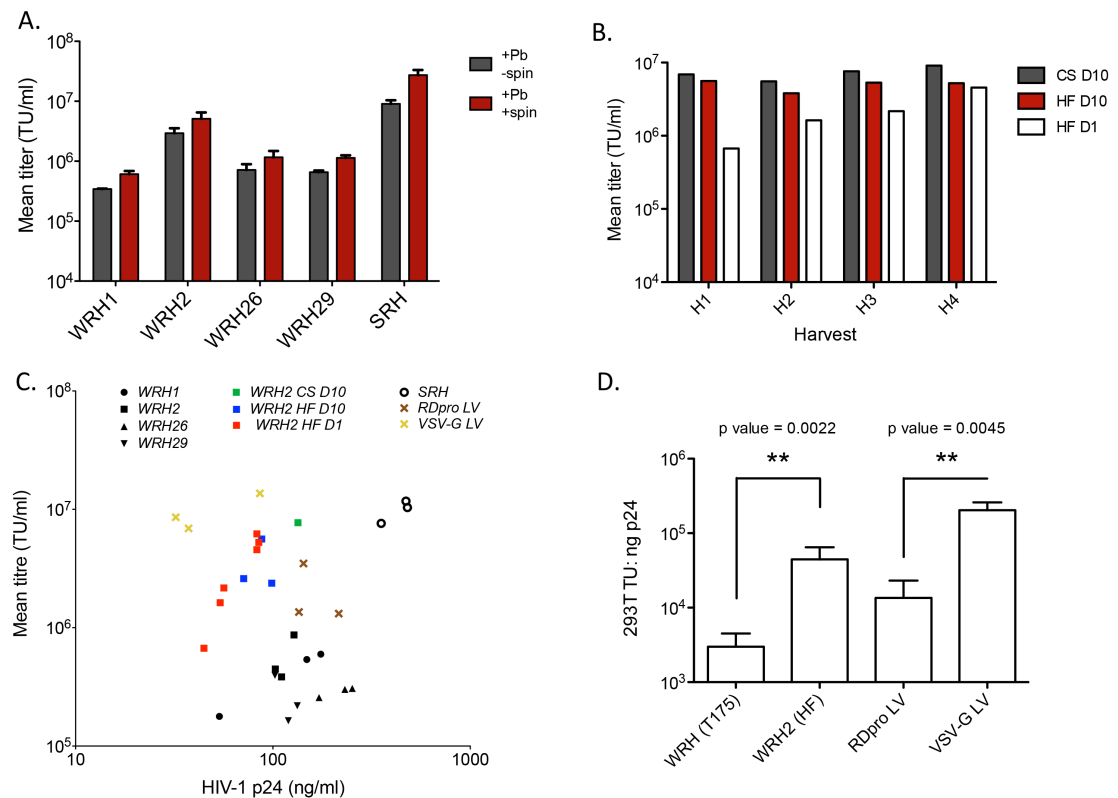 A.
10^8
10^7
10^6
10^5
10^4
Mean titer (TU/ml)
WRH1
WRH2
WRH26
WRH29
SRH
+Pb
-spin
+Pb
+spin
B.
10^7
10^6
10^5
10^4
Mean titer (TU/ml)
H1
H2
H3
H4
Harvest
CS D10
HF D10
HF D1
C.
10^8
10^7
10^6
10^5
Mean titre (TU/ml)
WRH1
WRH2
WRH26
WRH29
WRH2 CS D10
WRH2 HF D10
WRH2 HF D1
SRH
RDpro LV
VSV-G LV
10
100
1000
HIV-1 p24 (ng/ml)
D.
p value = 0.0022
p value = 0.0045
**
**
10^6
10^5
10^4
10^3
293T TU: ng p24
WRH (T175)
WRH2 (HF)
RDpro LV
VSV-G LV